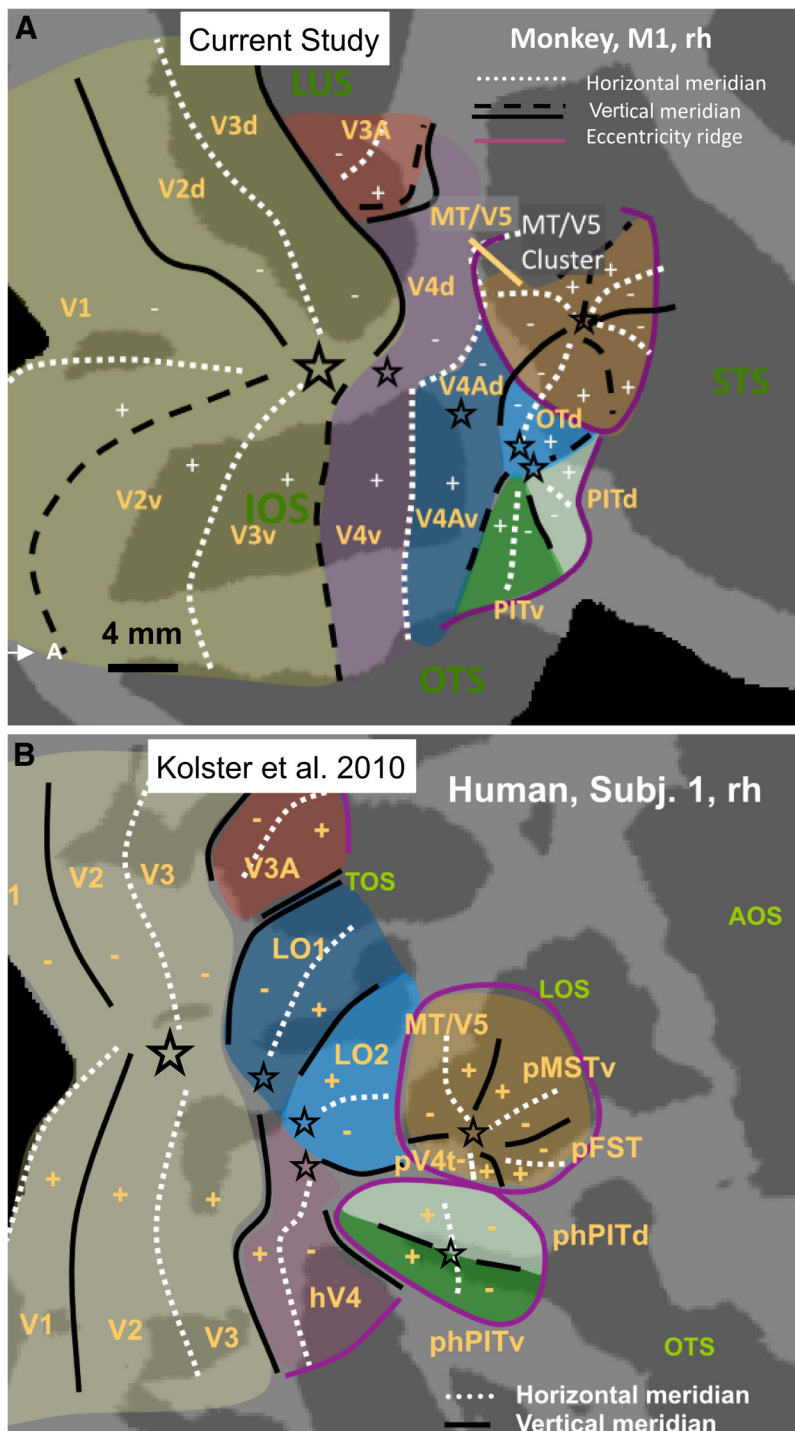 A
Current Study
Monkey, M1, rh
Horizontal meridian
Vertical meridian
Eccentricity ridge
LUS
V3d
V3A
V2d
MT/V5
MT/V5
Cluster
V4d
V1
STS
V4Ad
OTd
V2v
IOS
V3v
V4v
V4Av
PITd
PITv
4 mm
A
OTS
B
Kolster et al. 2010
Human, Subj. 1, rh
V3A
TOS
V2
V3
1
AOS
LO1
LOS
MT/V5
LO2
pMSTv
pFST
pV4t
phPITd
hV4
V1
V2
V3
phPITv
OTS
Horizontal meridian
Vertical meridian